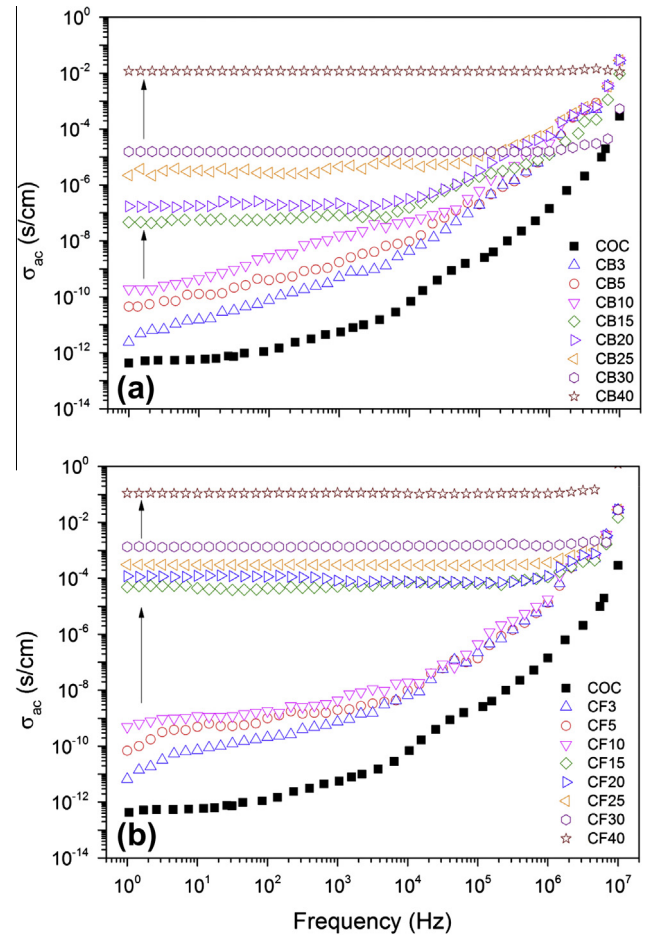 10^0
10^-2
10^-4
10^-6
10^-8
10^-10
10^-12
10^-14
σ_ac (s/cm)
(a)
COC
CB3
CB5
CB10
CB15
CB20
CB25
CB30
CB40
10^0
10^-2
10^-4
10^-6
10^-8
10^-10
10^-12
10^-14
σ_ac (s/cm)
(b)
COC
CF3
CF5
CF10
CF15
CF20
CF25
CF30
CF40
10^0 10^1 10^2 10^3 10^4 10^5 10^6 10^7
Frequency (Hz)